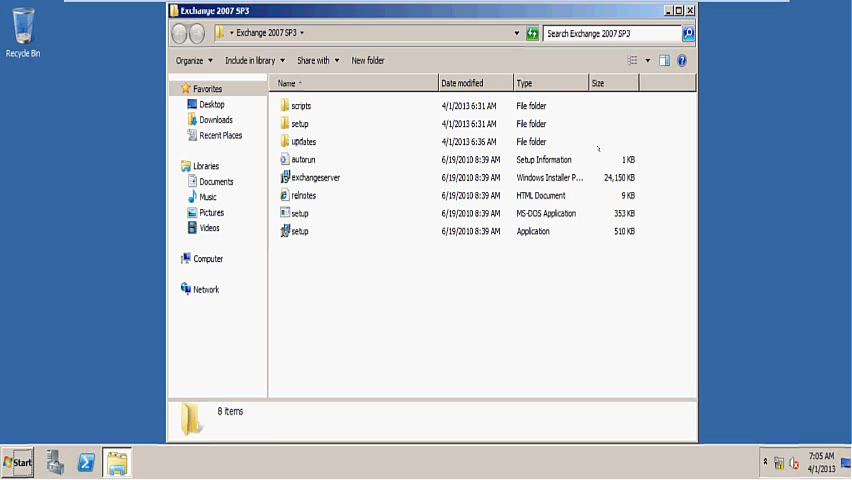 Exchange 2007 SP3
Recycle Bin
Exchange 2007 SP3
Search Exchange 2007 SP3
Organize Include in library Share with New folder
Name Date modified Type Size
Favorites
Desktop
Downloads
Recent Places
Libraries
Documents
Music
Pictures
Videos
Computer
Network
scripts 4/1/2013 6:31 AM File folder
setup 4/1/2013 6:31 AM File folder
updates 4/1/2013 6:36 AM File folder
autorun 6/19/2010 8:39 AM Setup Information 1 KB
exchangeserver 6/19/2010 8:39 AM Windows Installer P... 24,150 KB
relnotes 6/19/2010 8:39 AM HTML Document 9 KB
setup 6/19/2010 8:39 AM MS-DOS Application 353 KB
setup 6/19/2010 8:39 AM Application 510 KB
8 items
Start
7:05 AM
4/1/2013